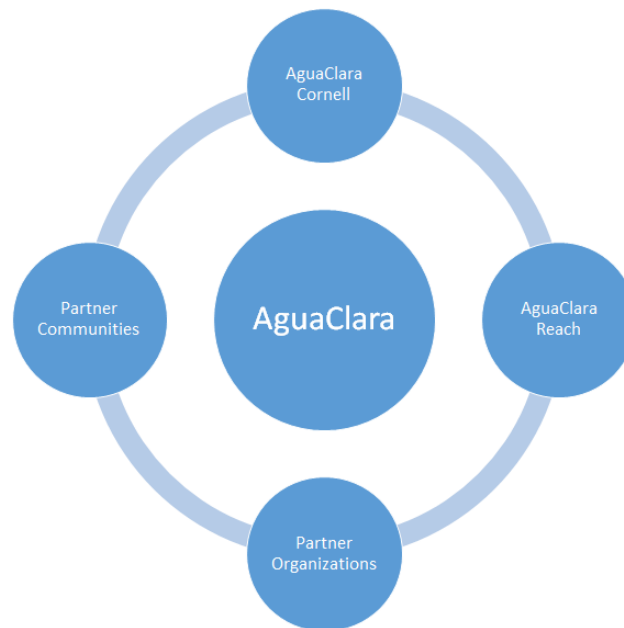 AguaClara
Cornell
Partner
Communities
AguaClara
AguaClara
Reach
Partner
Organizations